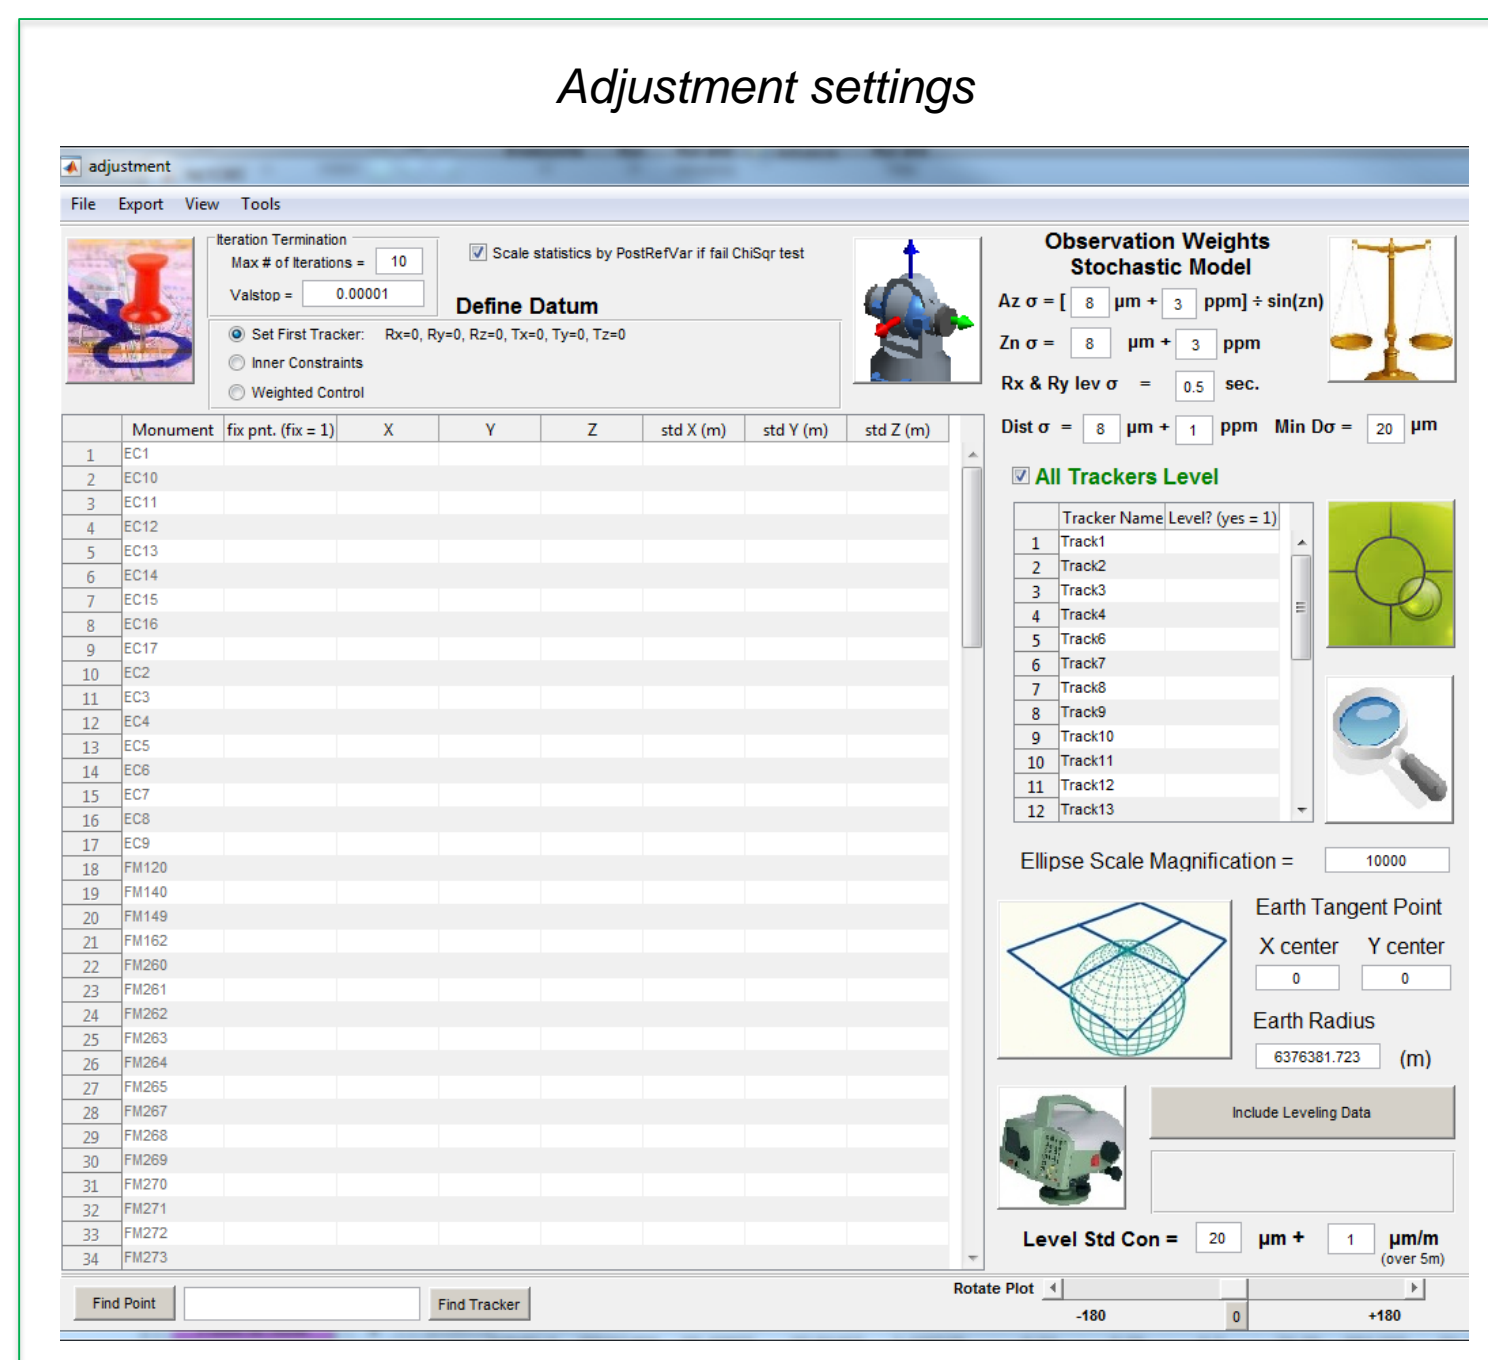 Adjustment settings
adjustment
File Export View Tools
Iteration Termination
Max # of Iterations = 10
Valstop = 0.00001
Scale statistics by PostRefVar if fail ChiSqr test
Define Datum
Set First Tracker: Rx=0, Ry=0, Rz=0, Tx=0, Ty=0, Tz=0
Inner Constraints
Weighted Control
Observation Weights
Stochastic Model
Az σ = [ 8 µm + 3 ppm] ÷ sin(zn)
Zn σ = 8 µm + 3 ppm
Rx & Ry lev σ = 0.5 sec.
Dist σ = 8 µm + 1 ppm Min Dσ = 20 µm
Monument fix pnt. (fix = 1) X Y Z std X (m) std Y (m) std Z (m)
1 EC1
2 EC10
3 EC11
4 EC12
5 EC13
6 EC14
7 EC15
8 EC16
9 EC17
10 EC2
11 EC3
12 EC4
13 EC5
14 EC6
15 EC7
16 EC8
17 EC9
18 FM120
19 FM140
20 FM149
21 FM162
22 FM260
23 FM261
24 FM262
25 FM263
26 FM264
27 FM265
28 FM267
29 FM268
30 FM269
31 FM270
32 FM271
33 FM272
34 FM273
All Trackers Level
Tracker Name Level? (yes = 1)
1 Track1
2 Track2
3 Track3
4 Track4
5 Track6
6 Track7
7 Track8
8 Track9
9 Track10
10 Track11
11 Track12
12 Track13
Ellipse Scale Magnification = 10000
Earth Tangent Point
X center Y center
0 0
Earth Radius
6376381.723 (m)
Include Leveling Data
Level Std Con = 20 µm + 1 µm/m
(over 5m)
Find Point Find Tracker
Rotate Plot
-180 0 +180